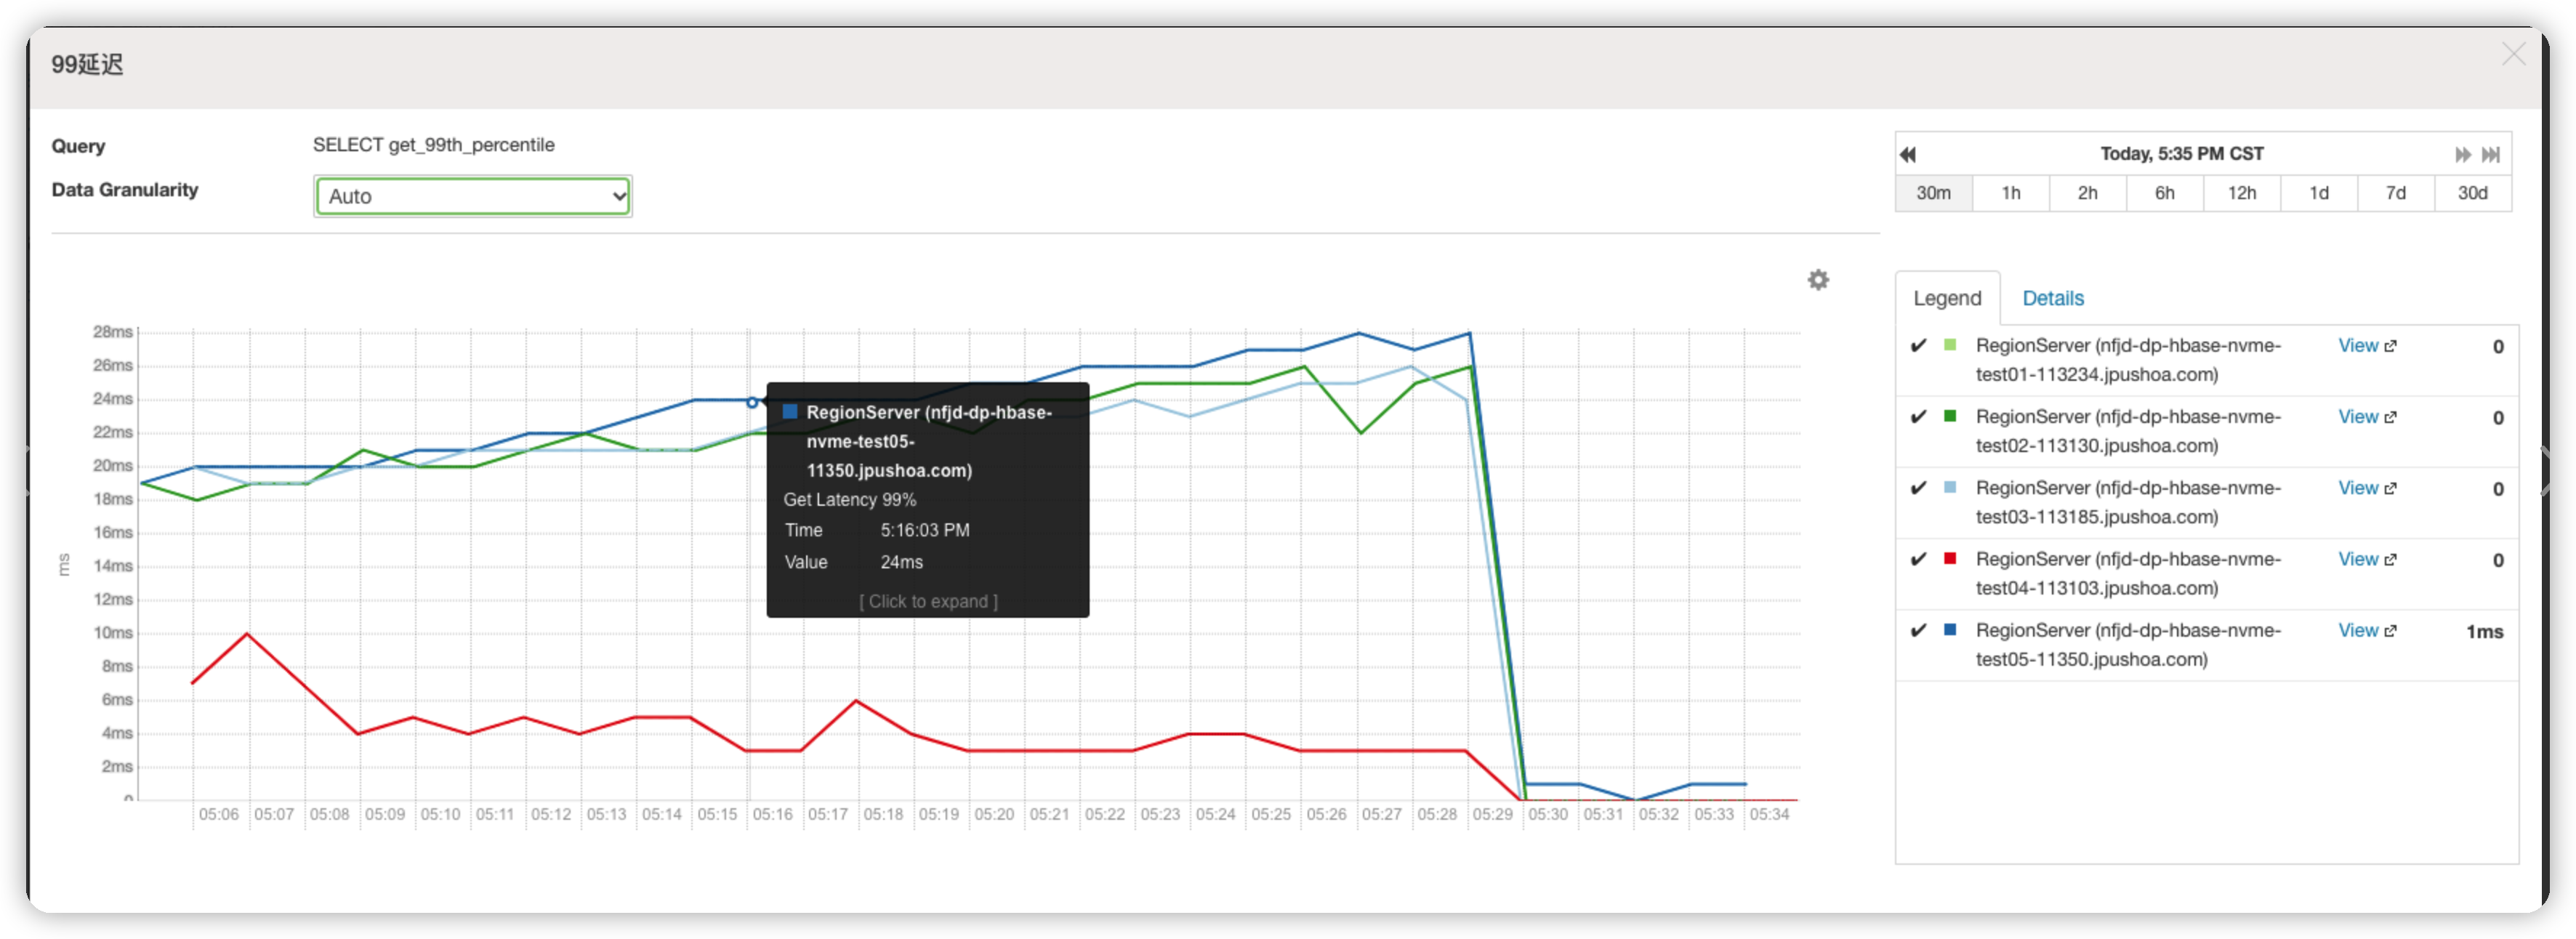 99延迟
Query
SELECT get_99th_percentile
Data Granularity
Auto
Today, 5:35 PM CST
30m
1h
2h
6h
12h
1d
7d
30d
Legend
Details
28ms
26ms
24ms
22ms
20ms
18ms
16ms
14ms
12ms
10ms
8ms
6ms
4ms
2ms
0
ms
05:06
05:07
05:08
05:09
05:10
05:11
05:12
05:13
05:14
05:15
05:16
05:17
05:18
05:19
05:20
05:21
05:22
05:23
05:24
05:25
05:26
05:27
05:28
05:29
05:30
05:31
05:32
05:33
05:34
RegionServer (nfjd-dp-hbase-
nvme-test05-
11350.jpushoa.com)
Get Latency 99%
Time 5:16:03 PM
Value 24ms
[ Click to expand ]
RegionServer (nfjd-dp-hbase-nvme- View 0
test01-113234.jpushoa.com)
RegionServer (nfjd-dp-hbase-nvme- View 0
test02-113130.jpushoa.com)
RegionServer (nfjd-dp-hbase-nvme- View 0
test03-113185.jpushoa.com)
RegionServer (nfjd-dp-hbase-nvme- View 0
test04-113103.jpushoa.com)
RegionServer (nfjd-dp-hbase-nvme- View 1ms
test05-11350.jpushoa.com)